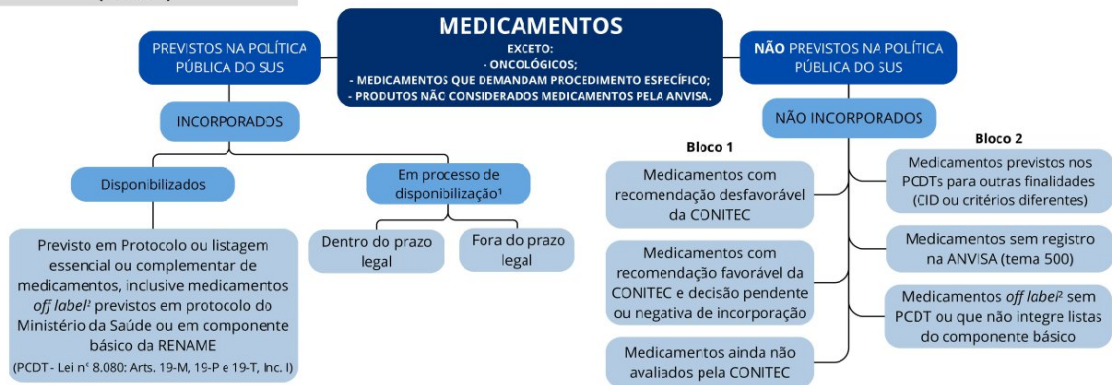 MEDICAMENTOS
EXCETO:
- ONCOLÓGICOS;
- MEDICAMENTOS QUE DEMANDAM PROCEDIMENTO ESPECÍFICO;
- PRODUTOS NÃO CONSIDERADOS MEDICAMENTOS PELA ANVISA.
PREVISTOS NA POLÍTICA
PÚBLICA DO SUS
INCORPORADOS
Disponibilizados
Previsto em Protocolo ou listagem
essencial ou complementar de
medicamentos, inclusive medicamentos
off label² previstos em protocolo do
Ministério da Saúde ou em componente
básico da RENAME
(PCDT - Lei n° 8.080: Arts. 19-M, 19-P e 19-T, Inc. I)
Em processo de
disponibilização¹
Dentro do prazo
legal
Fora do prazo
legal
NÃO PREVISTOS NA POLÍTICA
PÚBLICA DO SUS
NÃO INCORPORADOS
Bloco 1
Medicamentos com
recomendação desfavorável
da CONITEC
Medicamentos com
recomendação favorável da
CONITEC e decisão pendente
ou negativa de incorporação
Medicamentos ainda não
avaliados pela CONITEC
Bloco 2
Medicamentos previstos nos
PCDTs para outras finalidades
(CID ou critérios diferentes)
Medicamentos sem registro
na ANVISA (tema 500)
Medicamentos off label² sem
PCDT ou que não integre listas
do componente básico